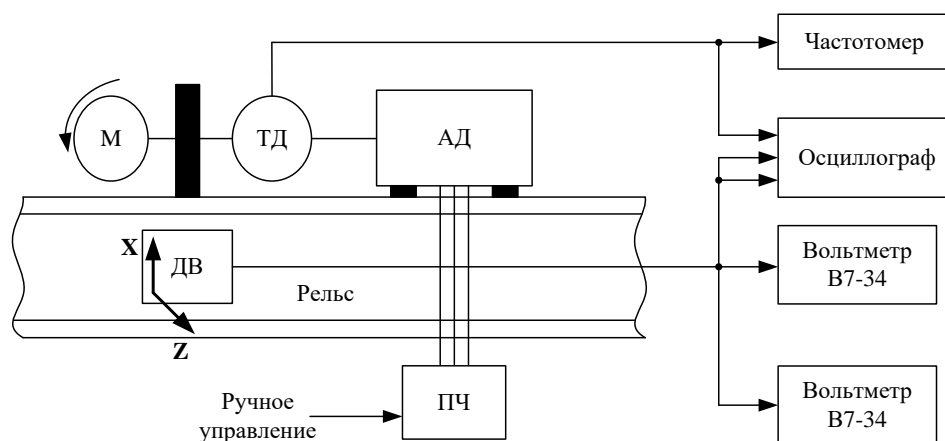 Частотомер
М
ТД
АД
Осциллограф
X
ДВ
Рельс
Z
Вольтметр
В7-34
ПЧ
Ручное
управление
Вольтметр
В7-34